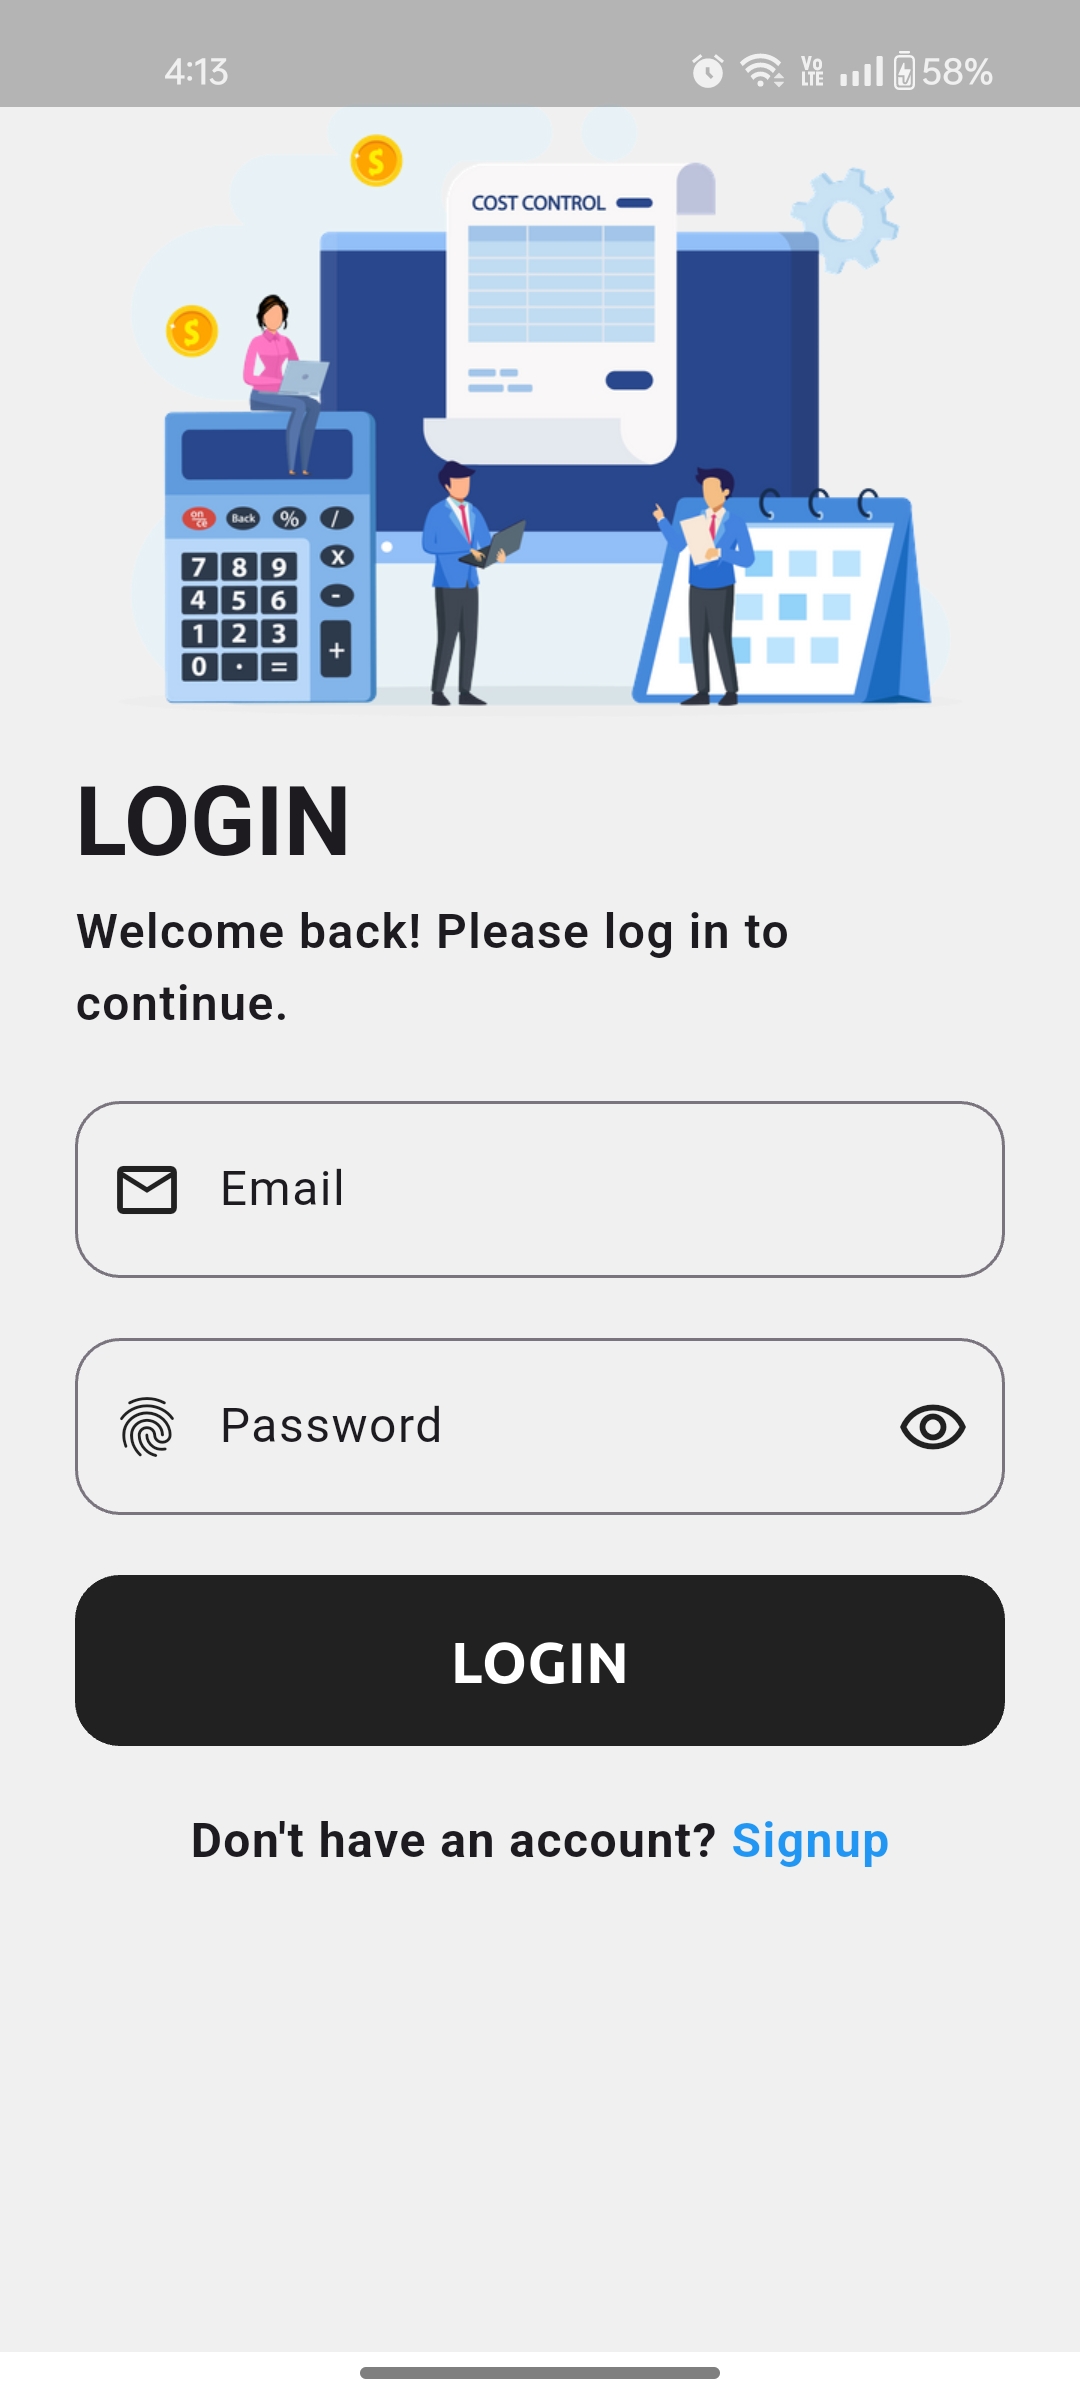 4:13 Vo LTE 58%
COST CONTROL
on ce Back % /
7 8 9 X
4 5 6 -
1 2 3 +
0 . =
LOGIN
Welcome back! Please log in to
continue.
Email
Password
LOGIN
Don't have an account? Signup